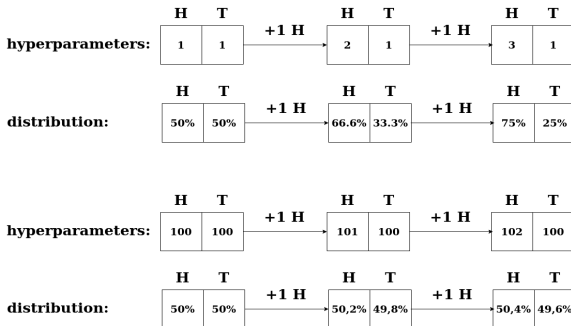 H T H T H T
+1 H +1 H
hyperparameters: 1 1 2 1 3 1
H T H T H T
+1 H +1 H
distribution: 50% 50% 66.6% 33.3% 75% 25%
H T H T H T
+1 H +1 H
hyperparameters: 100 100 101 100 102 100
H T H T H T
+1 H +1 H
distribution: 50% 50% 50,2% 49,8% 50,4% 49,6%